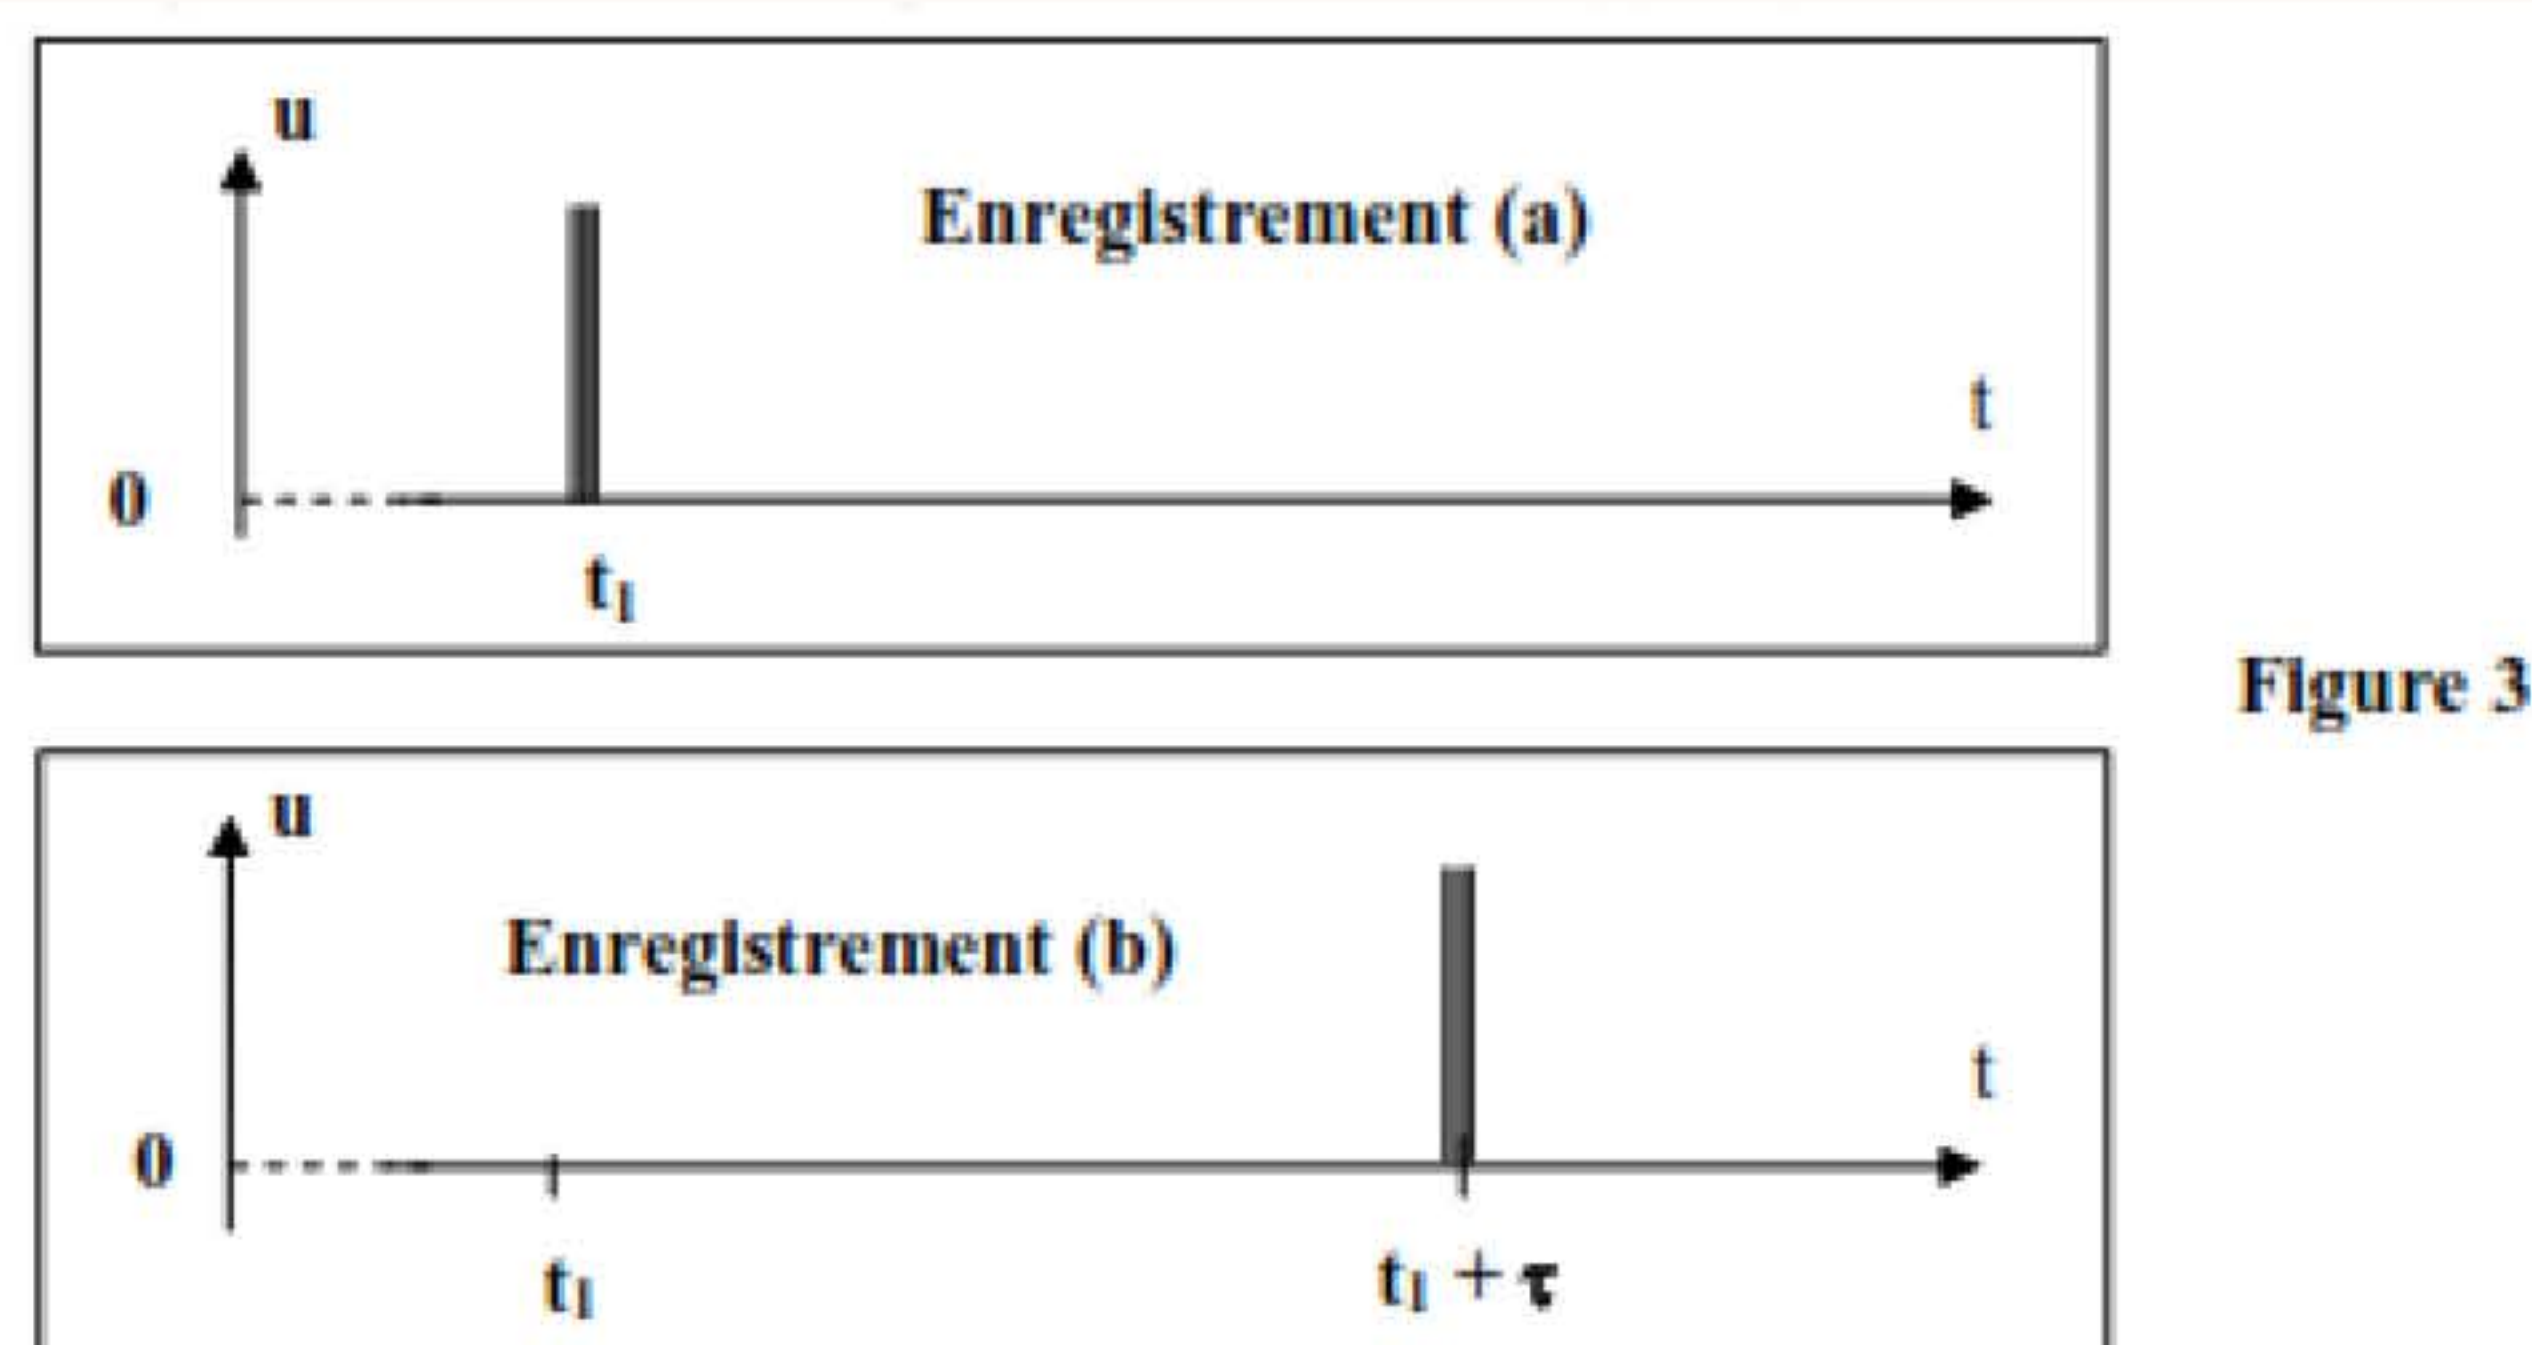 u
Enregistrement (a)
t
0
t₁
Figure 3
u
Enregistrement (b)
t
0
t₁
t₁ + τ